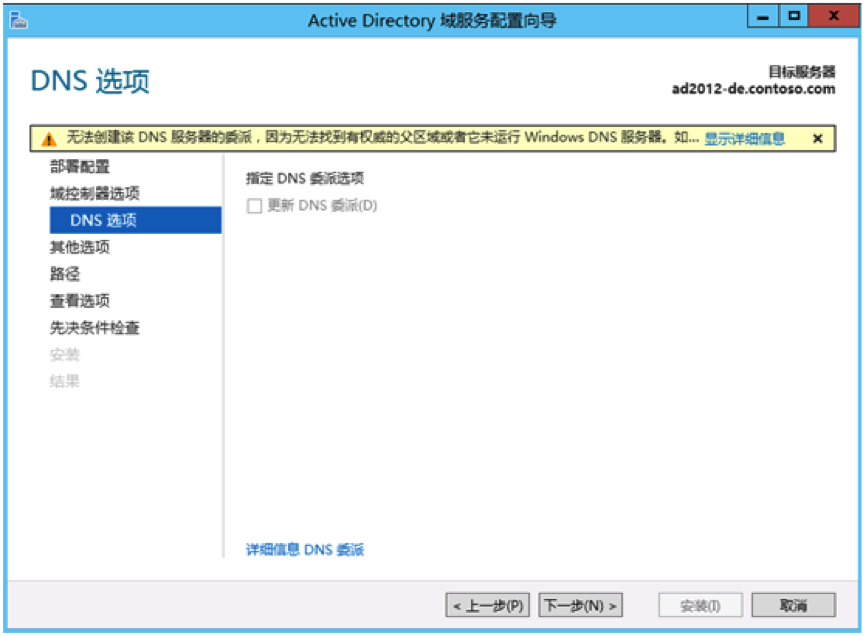 Active Directory 域服务配置向导
DNS 选项
目标服务器
ad2012-de.contoso.com
无法创建该 DNS 服务器的委派，因为无法找到有权威的父区域或者它未运行 Windows DNS 服务器。如... 显示详细信息
部署配置
域控制器选项
DNS 选项
其他选项
路径
查看选项
先决条件检查
安装
结果
指定 DNS 委派选项
更新 DNS 委派(D)
详细信息 DNS 委派
< 上一步(P)
下一步(N) >
安装(I)
取消